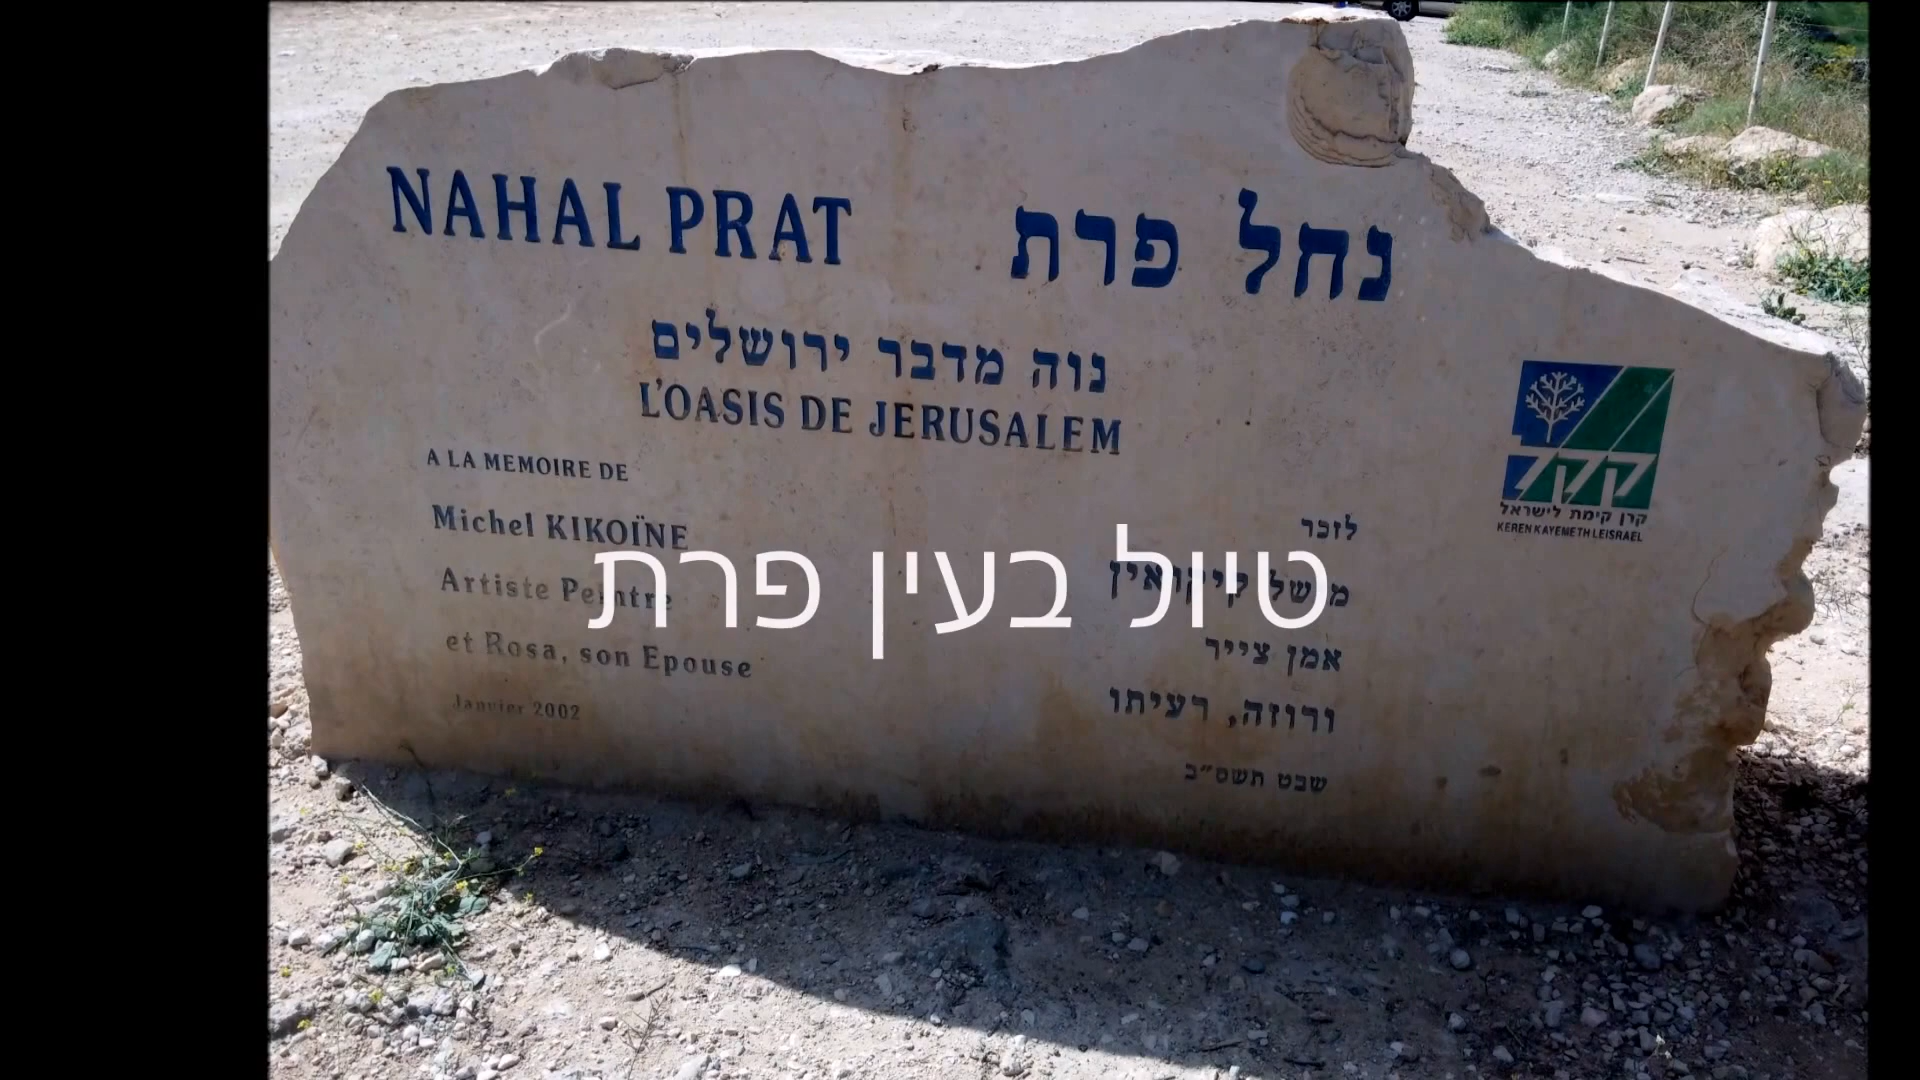 NAHAL PRAT
נחל פרת
נוה מדבר ירושלים
L'OASIS DE JERUSALEM
A LA MEMOIRE DE
Michel KIKOÏNE
Artiste Peintre
et Rosa, son Epouse
Janvier 2002
לזכר
מישל קיקואין
אמן צייר
ורוזה, רעיתו
שבט תשס״ב
קקל
קרן קימת לישראל
KEREN KAYEMETH LEISRAEL
טיול בעין פרת